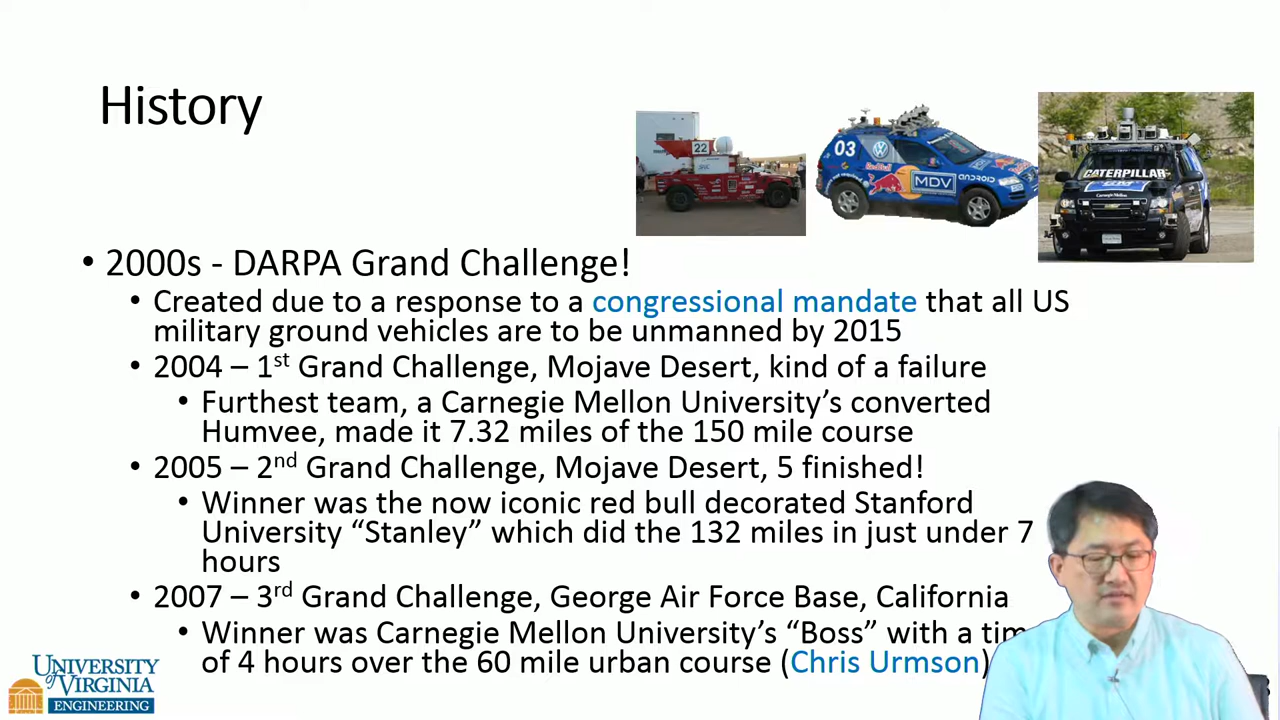 History
22
03
RedBull
MDV
ANDROID
CATERPILLAR
• 2000s - DARPA Grand Challenge!
• Created due to a response to a congressional mandate that all US
military ground vehicles are to be unmanned by 2015
• 2004 – 1st Grand Challenge, Mojave Desert, kind of a failure
• Furthest team, a Carnegie Mellon University’s converted
Humvee, made it 7.32 miles of the 150 mile course
• 2005 – 2nd Grand Challenge, Mojave Desert, 5 finished!
• Winner was the now iconic red bull decorated Stanford
University “Stanley” which did the 132 miles in just under 7
hours
• 2007 – 3rd Grand Challenge, George Air Force Base, California
• Winner was Carnegie Mellon University’s “Boss” with a
of 4 hours over the 60 mile urban course (Chris Urmson)
UNIVERSITY
of VIRGINIA
ENGINEERING